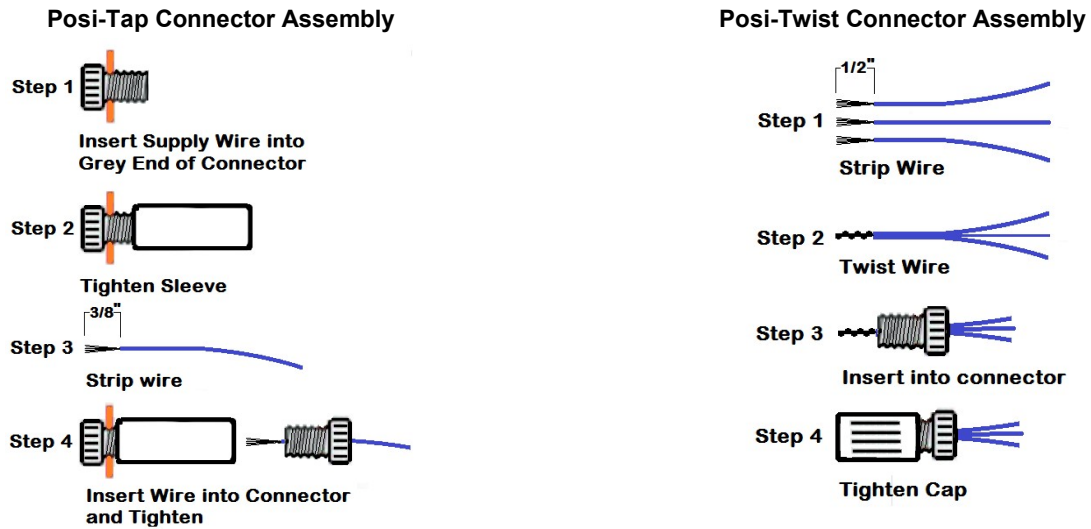 Posi-Tap Connector Assembly
Step 1
Insert Supply Wire into
Grey End of Connector
Step 2
Tighten Sleeve
3/8"
Step 3
Strip wire
Step 4
Insert Wire into Connector
and Tighten
Posi-Twist Connector Assembly
1/2"
Step 1
Strip Wire
Step 2
Twist Wire
Step 3
Insert into connector
Step 4
Tighten Cap